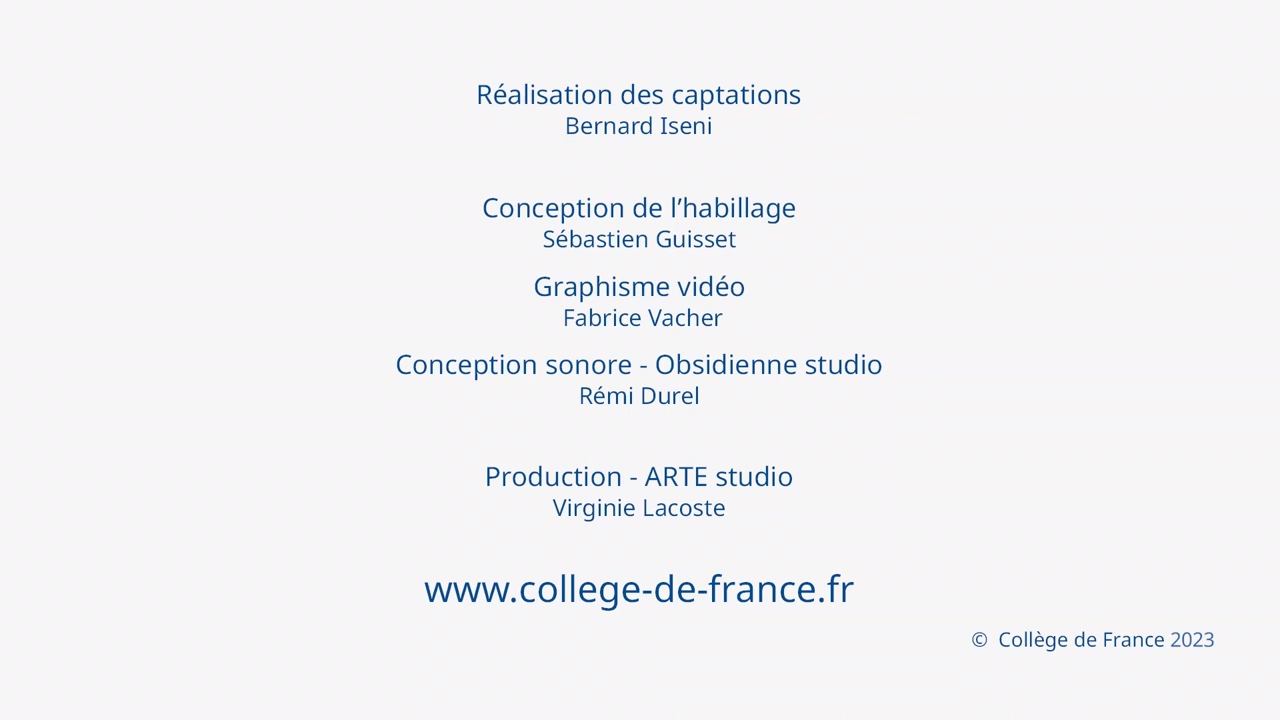 Réalisation des captations
Bernard Iseni
Conception de l’habillage
Sébastien Guisset
Graphisme vidéo
Fabrice Vacher
Conception sonore - Obsidienne studio
Rémi Durel
Production - ARTE studio
Virginie Lacoste
www.college-de-france.fr
© Collège de France 2023